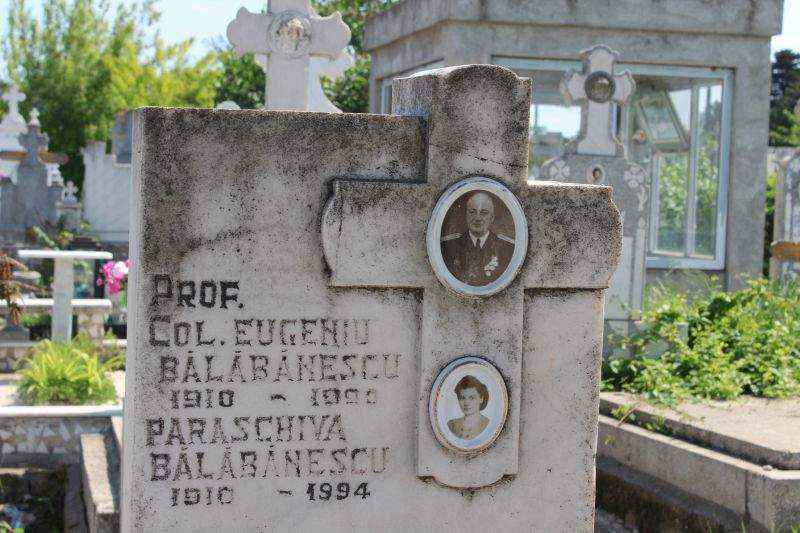 PROF.
COL. EUGENIU
BĂLĂBĂNESCU
1910 -
PARASCHIVA
BĂLĂBĂNESCU
1910 - 1994